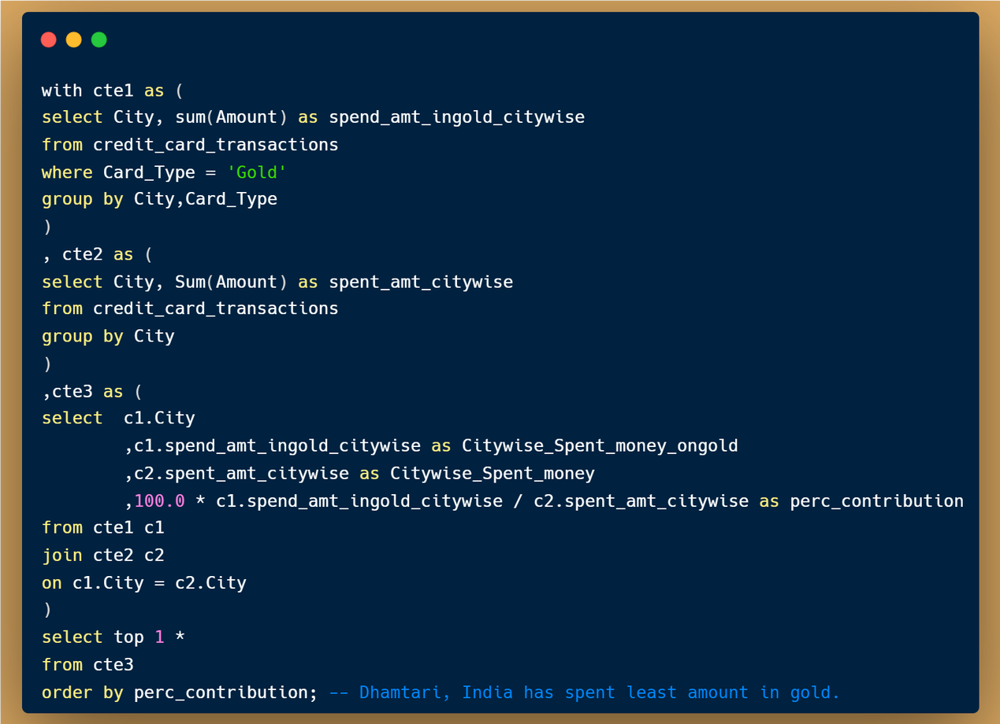 with cte1 as (
select City, sum(Amount) as spend_amt_ingold_citywise
from credit_card_transactions
where Card_Type = 'Gold'
group by City,Card_Type
)
, cte2 as (
select City, Sum(Amount) as spent_amt_citywise
from credit_card_transactions
group by City
)
,cte3 as (
select  c1.City
        ,c1.spend_amt_ingold_citywise as Citywise_Spent_money_ongold
        ,c2.spent_amt_citywise as Citywise_Spent_money
        ,100.0 * c1.spend_amt_ingold_citywise / c2.spent_amt_citywise as perc_contribution
from cte1 c1
join cte2 c2
on c1.City = c2.City
)
select top 1 *
from cte3
order by perc_contribution; -- Dhamtari, India has spent least amount in gold.